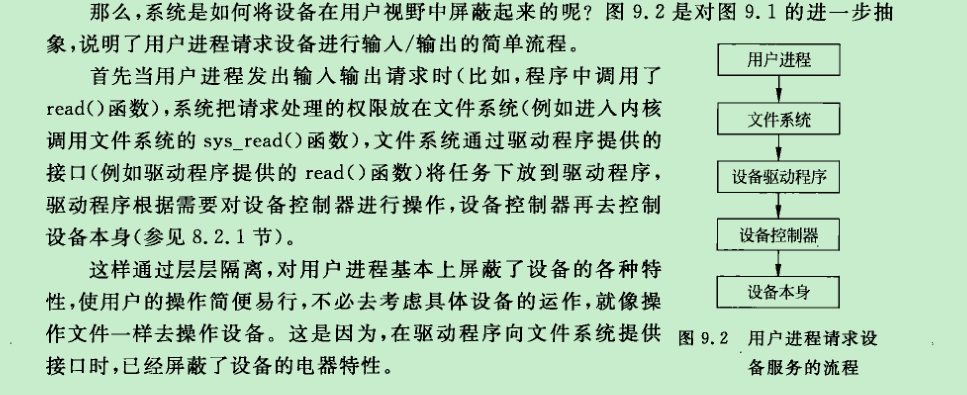 那么,系统是如何将设备在用户视野中屏蔽起来的呢? 图 9.2 是对图 9.1 的进一步抽
象,说明了用户进程请求设备进行输入/输出的简单流程。
首先当用户进程发出输入输出请求时(比如,程序中调用了
read()函数),系统把请求处理的权限放在文件系统(例如进入内核
调用文件系统的 sys_read()函数),文件系统通过驱动程序提供的
接口(例如驱动程序提供的 read()函数)将任务下放到驱动程序,
驱动程序根据需要对设备控制器进行操作,设备控制器再去控制
设备本身(参见 8.2.1 节)。
这样通过层层隔离,对用户进程基本上屏蔽了设备的各种特
性,使用户的操作简便易行,不必去考虑具体设备的运作,就像操
作文件一样去操作设备。这是因为,在驱动程序向文件系统提供
接口时,已经屏蔽了设备的电器特性。
用户进程
文件系统
设备驱动程序
设备控制器
设备本身
图 9.2 用户进程请求设
备服务的流程